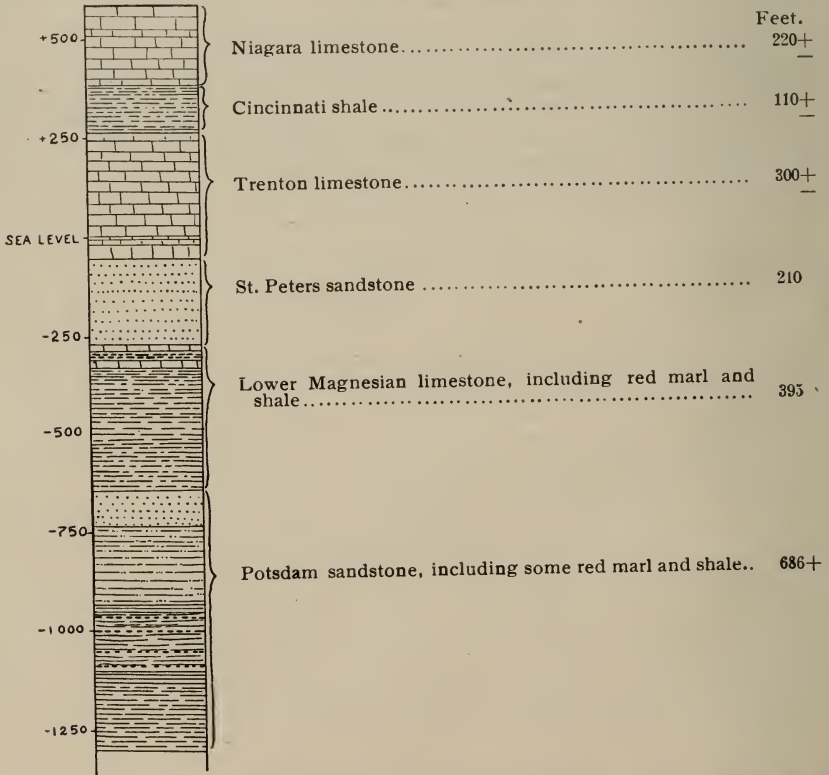 Feet.
+500
Niagara limestone............................................. 220±
Cincinnati shale ............................................. 110±
+250
Trenton limestone............................................. 300±
SEA LEVEL
St. Peters sandstone .......................................... 210
-250
Lower Magnesian limestone, including red marl and
shale............................................................ 395
-500
-750
Potsdam sandstone, including some red marl and shale.. 686+
-1000
-1250